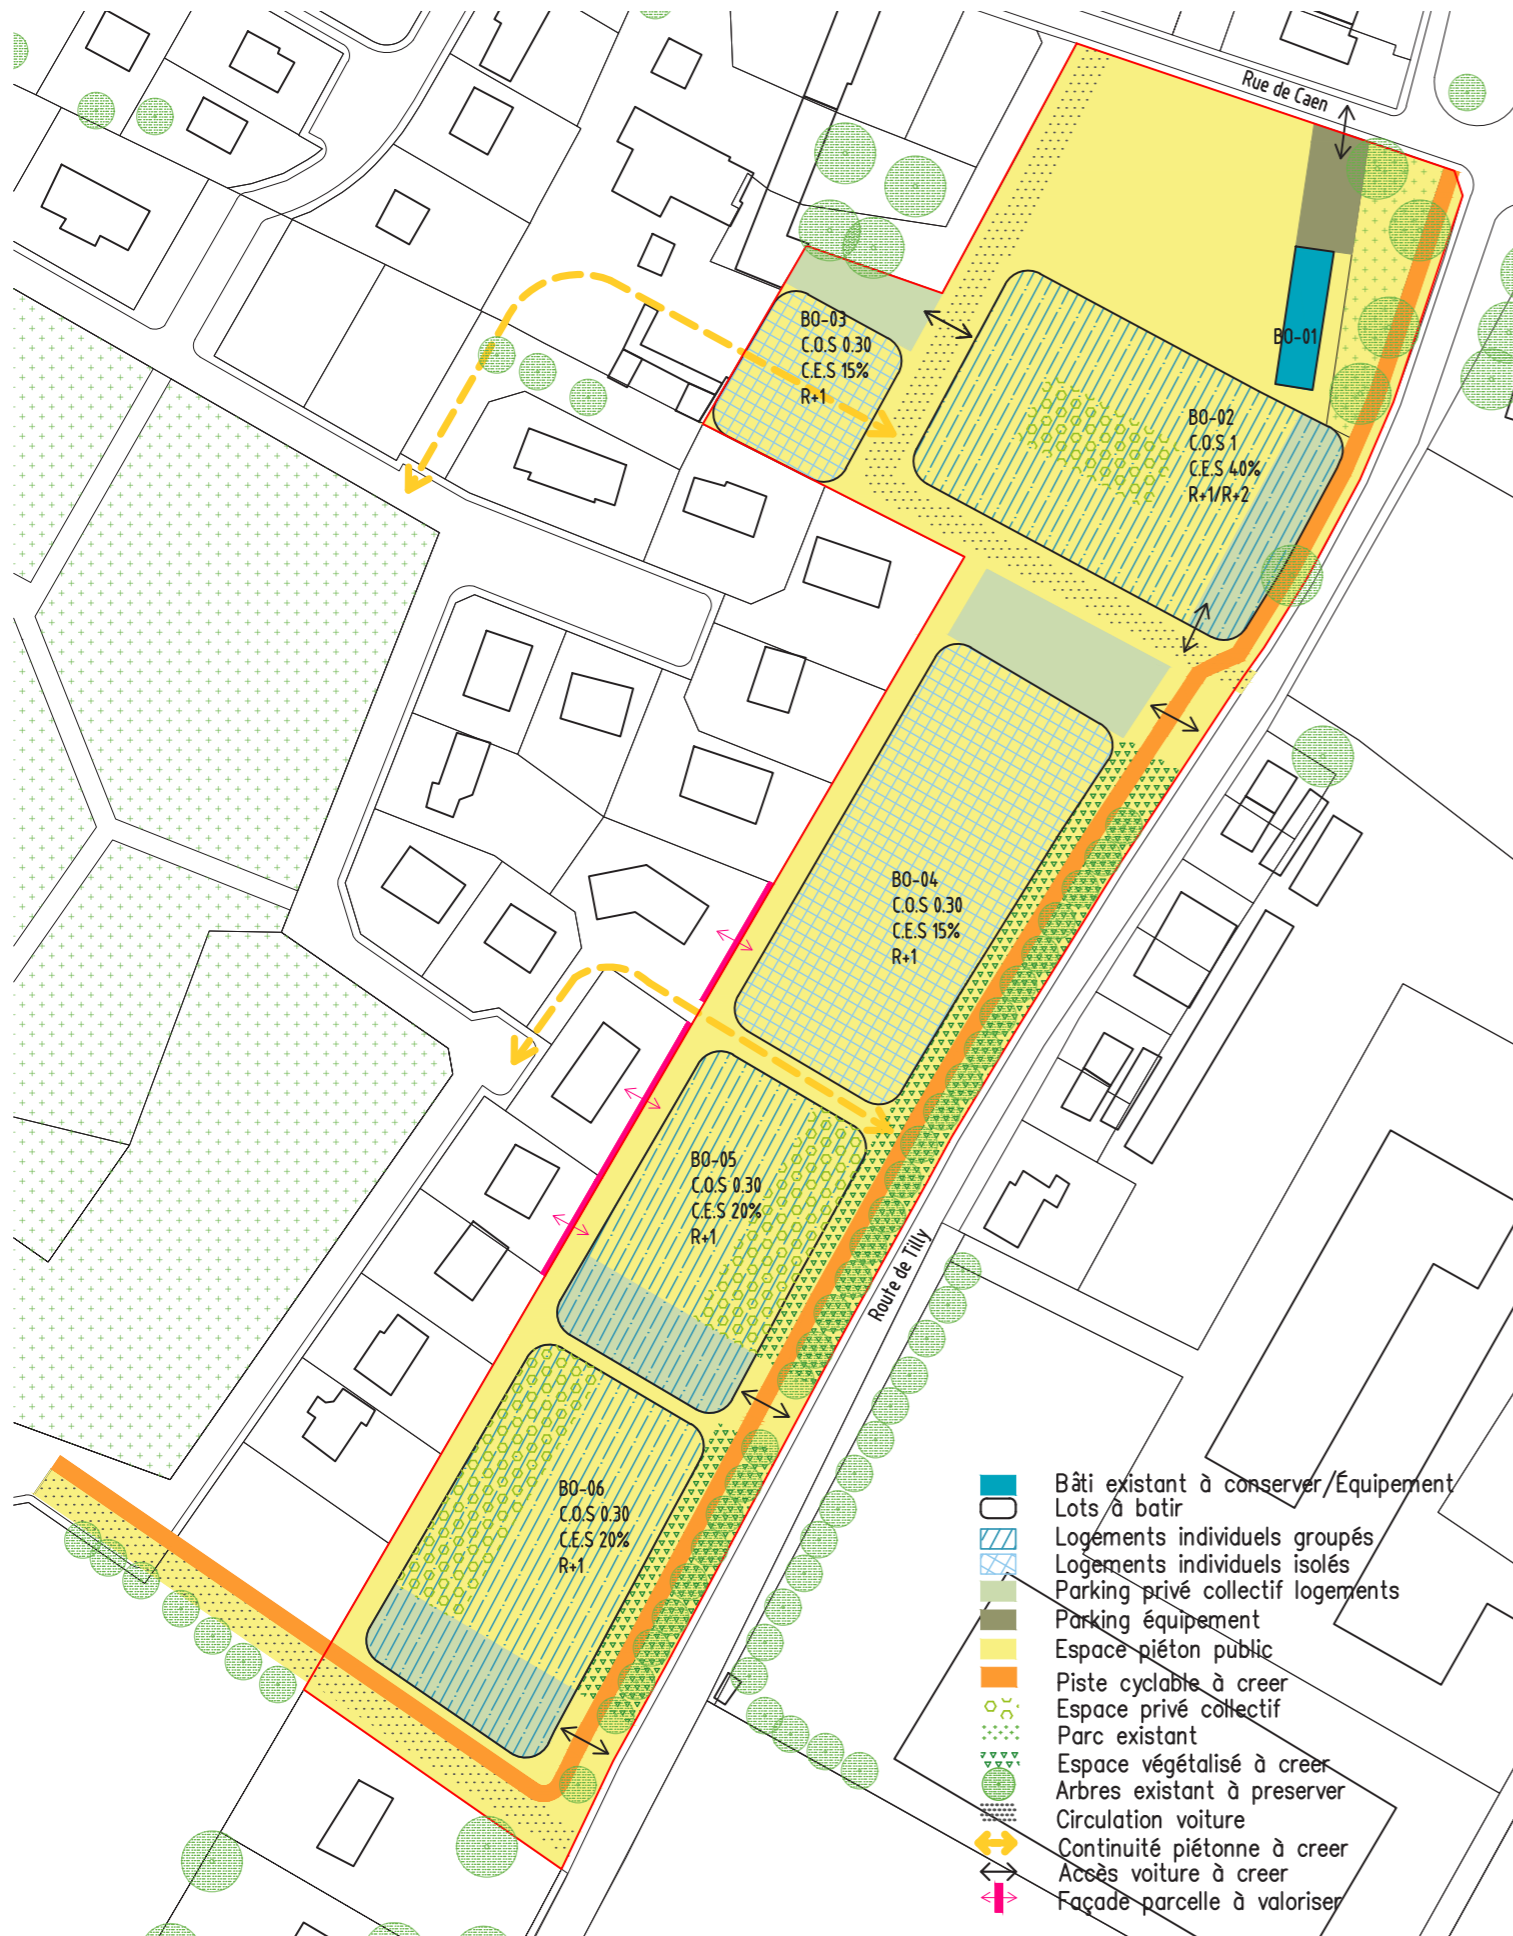 Rue de Caen
BO-03
C.O.S 0.30
C.E.S 15%
R+1
BO-01
BO-02
C.O.S 1
C.E.S 40%
R+1/R+2
BO-04
C.O.S 0.30
C.E.S 15%
R+1
BO-05
C.O.S 0.30
C.E.S 20%
R+1
Route de Tilly
BO-06
C.O.S 0.30
C.E.S 20%
R+1
Bâti existant à conserver/Équipement
Lots à batir
Logements individuels groupés
Logements individuels isolés
Parking privé collectif logements
Parking équipement
Espace piéton public
Piste cyclable à creer
Espace privé collectif
Parc existant
Espace végétalisé à creer
Arbres existant à preserver
Circulation voiture
Continuité piétonne à creer
Accès voiture à creer
Façade parcelle à valoriser